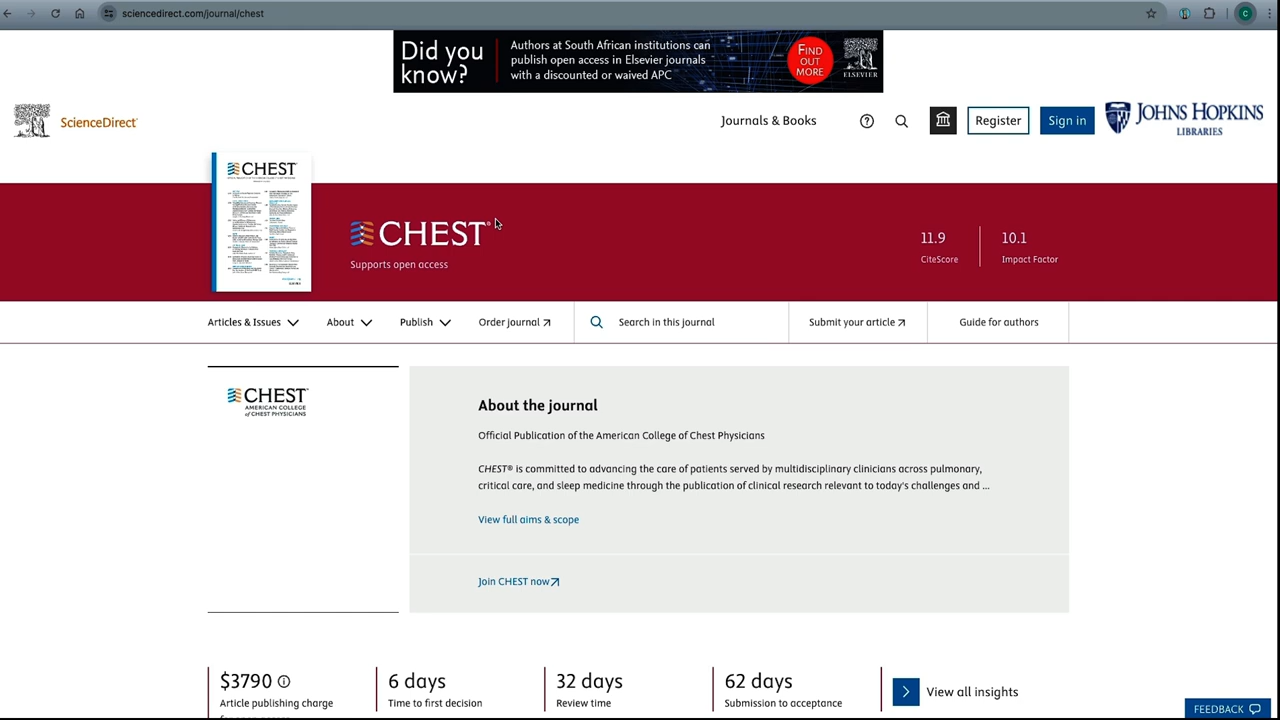 sciencedirect.com/journal/chest
Did you know?
Authors at South African institutions can
publish open access in Elsevier journals
with a discounted or waived APC
FIND OUT MORE
ELSEVIER
ScienceDirect
Journals & Books
Register
Sign in
JOHNS HOPKINS
LIBRARIES
CHEST
CHEST®
Supports open access
11.9
CiteScore
10.1
Impact Factor
Articles & Issues
About
Publish
Order journal
Search in this journal
Submit your article
Guide for authors
CHEST
AMERICAN COLLEGE
of CHEST PHYSICIANS
About the journal
Official Publication of the American College of Chest Physicians
CHEST® is committed to advancing the care of patients served by multidisciplinary clinicians across pulmonary,
critical care, and sleep medicine through the publication of clinical research relevant to today's challenges and ...
View full aims & scope
Join CHEST now
$3790
Article publishing charge
6 days
Time to first decision
32 days
Review time
62 days
Submission to acceptance
View all insights
FEEDBACK